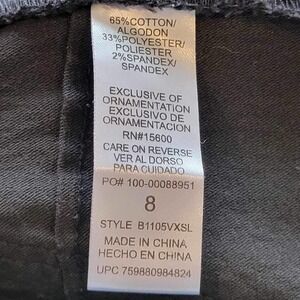 65%COTTON/
ALGODON
33%POLYESTER/
POLIESTER
2%SPANDEX/
SPANDEX
EXCLUSIVE OF
ORNAMENTATION
EXCLUSIVO DE
ORNAMENTACION
RN#15600
CARE ON REVERSE
VER AL DORSO
PARA CUIDADO
PO# 100-00088951
8
STYLE B1105VXSL
MADE IN CHINA
HECHO EN CHINA
UPC 759880984824